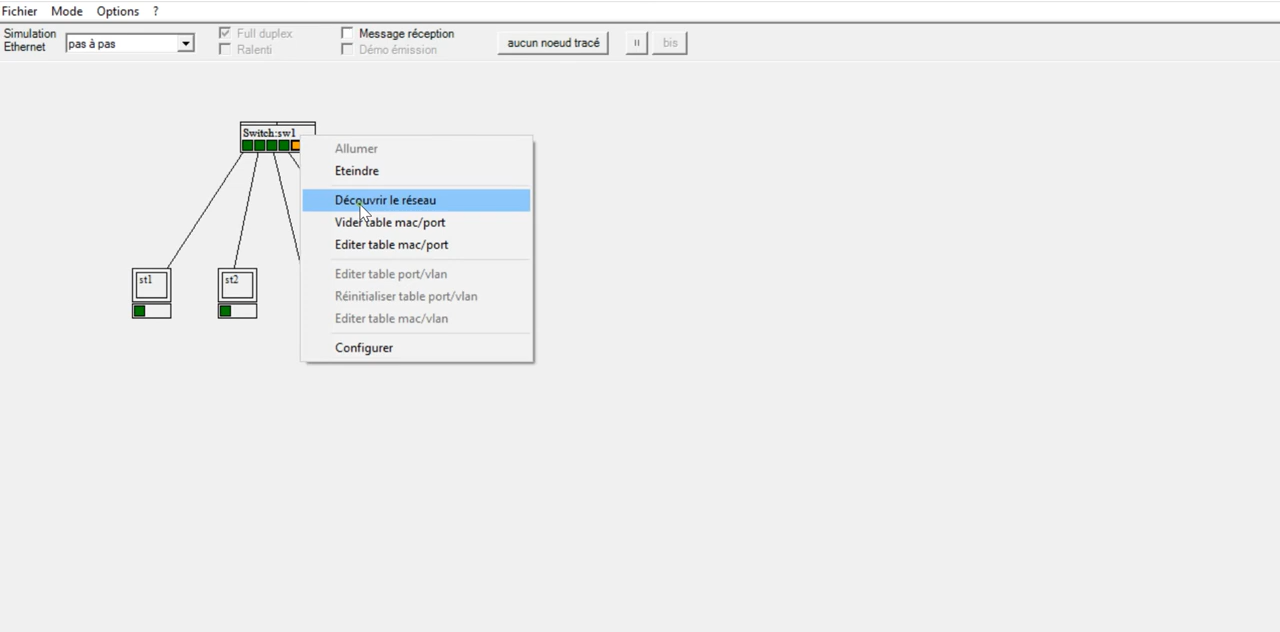 Fichier Mode Options ?
Simulation Ethernet
pas à pas
Full duplex
Ralenti
Message réception
Démo émission
aucun noeud tracé
bis
Switch:sw1
Allumer
Eteindre
Découvrir le réseau
Vider table mac/port
Editer table mac/port
Editer table port/vlan
Réinitialiser table port/vlan
Editer table mac/vlan
Configurer
st1
st2